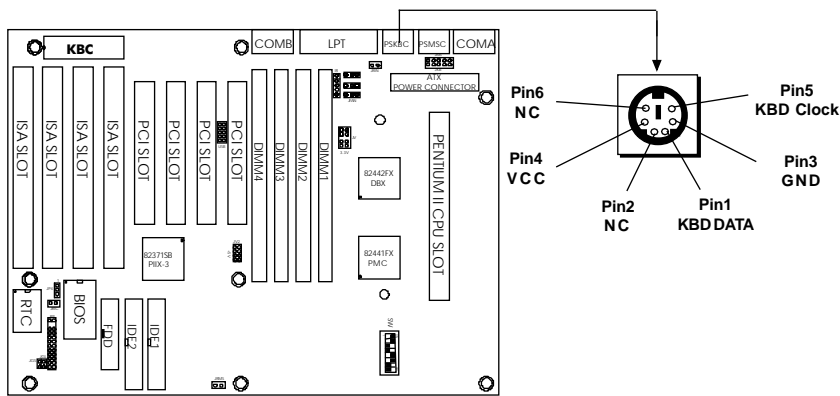 KBC
COMB
LPT
PSKBC
PSMSC
COMA
ATX
POWER CONNECTOR
ISA SLOT
ISA SLOT
ISA SLOT
ISA SLOT
PCI SLOT
PCI SLOT
PCI SLOT
PCI SLOT
DIMM4
DIMM3
DIMM2
DIMM1
82442FX
DBX
PENTIUM II CPU SLOT
82371SB
PIIX-3
82441FX
PMC
RTC
BIOS
FDD
IDE2
IDE1
SW
Pin6
NC
Pin5
KBD Clock
Pin4
VCC
Pin3
GND
Pin2
NC
Pin1
KBD DATA